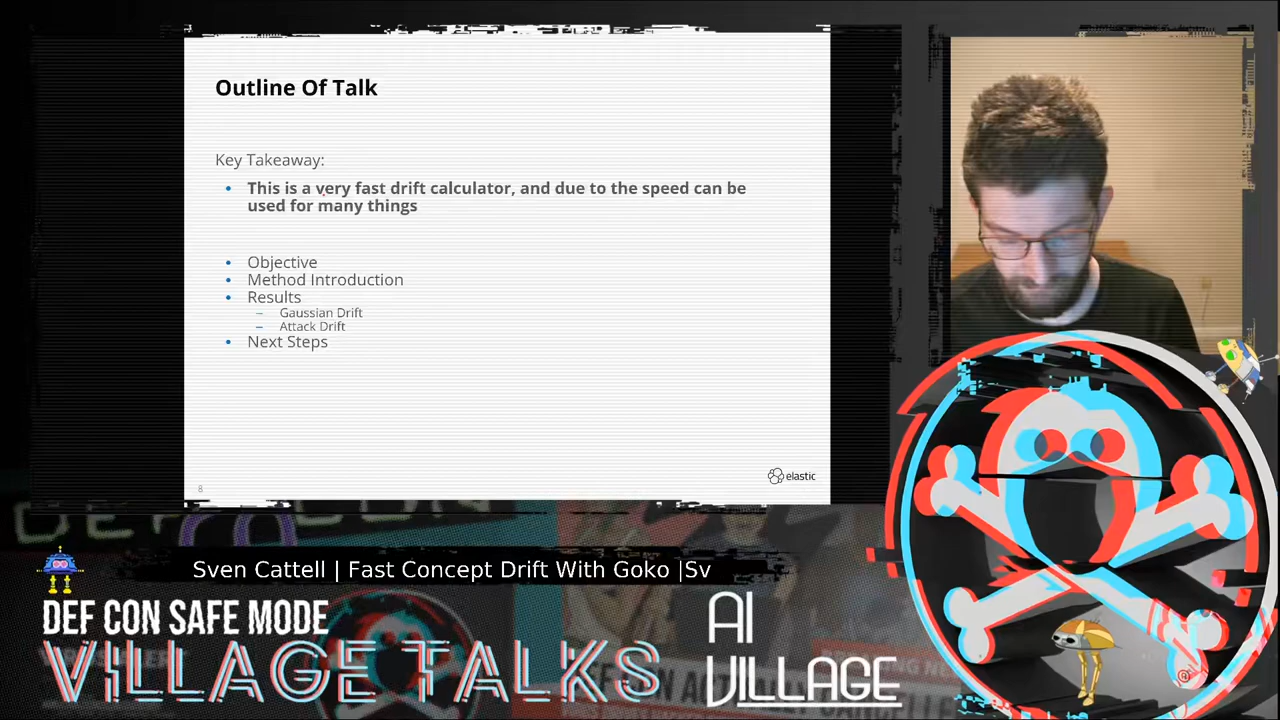 Outline Of Talk
Key Takeaway:
• This is a very fast drift calculator, and due to the speed can be
used for many things
• Objective
• Method Introduction
• Results
– Gaussian Drift
– Attack Drift
• Next Steps
elastic
8
Sven Cattell | Fast Concept Drift With Goko |Sv
DEF CON SAFE MODE
VILLAGE TALKS
AI
VILLAGE